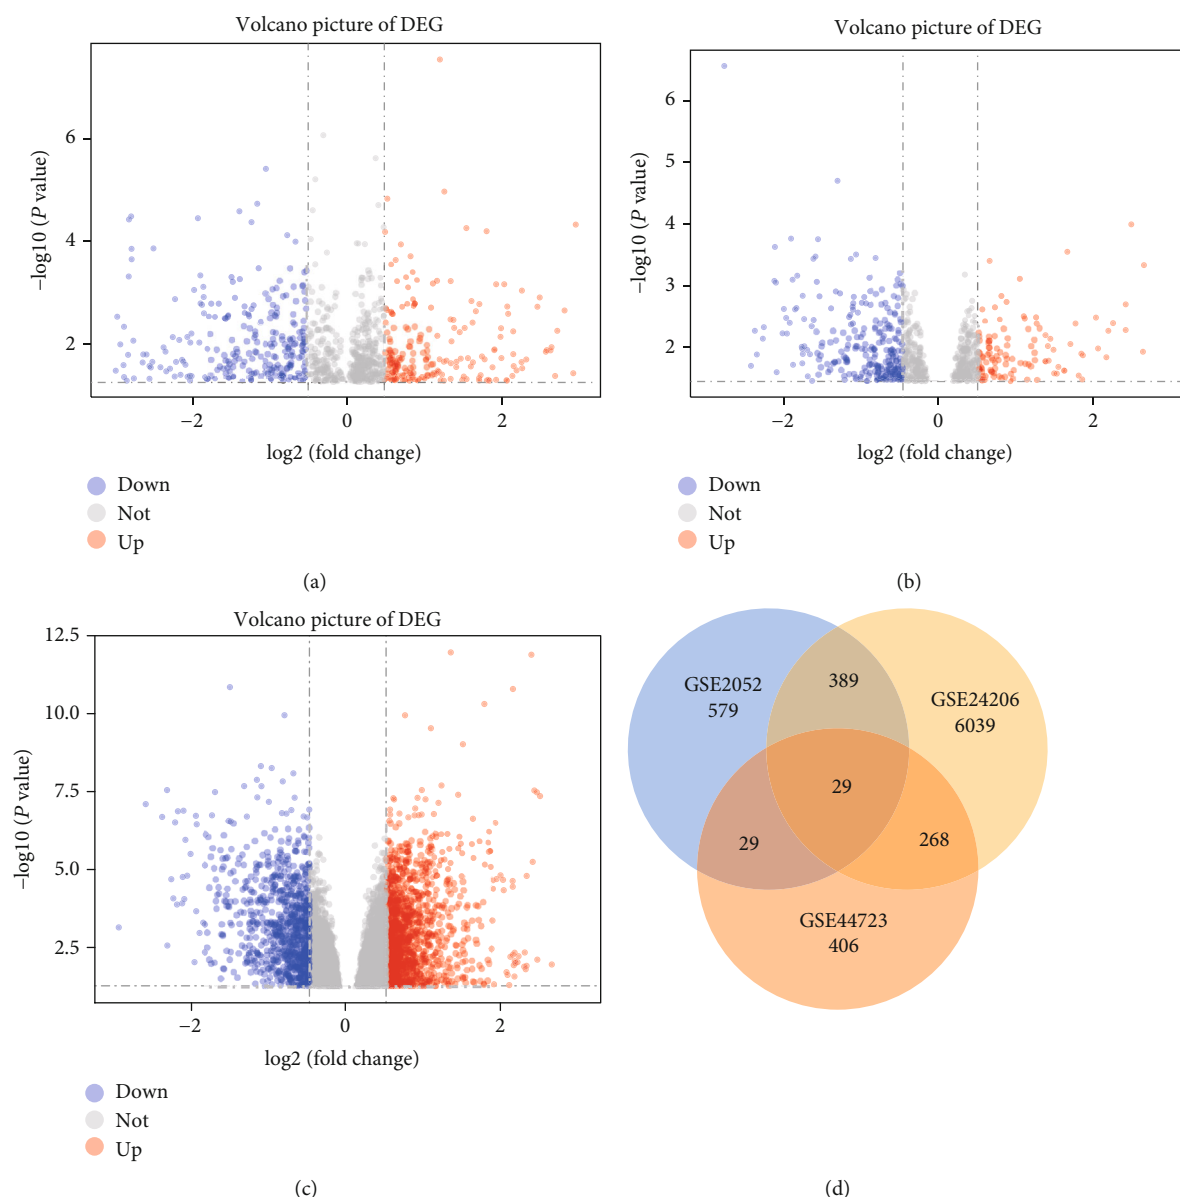 Volcano picture of DEG
−log10 (P value)
6
4
2
−2
0
2
log2 (fold change)
Down
Not
Up
(a)
Volcano picture of DEG
−log10 (P value)
6
5
4
3
2
−2
0
2
log2 (fold change)
Down
Not
Up
(b)
Volcano picture of DEG
−log10 (P value)
12.5
10.0
7.5
5.0
2.5
−2
0
2
log2 (fold change)
Down
Not
Up
(c)
GSE2052
579
389
GSE24206
6039
29
29
268
GSE44723
406
(d)